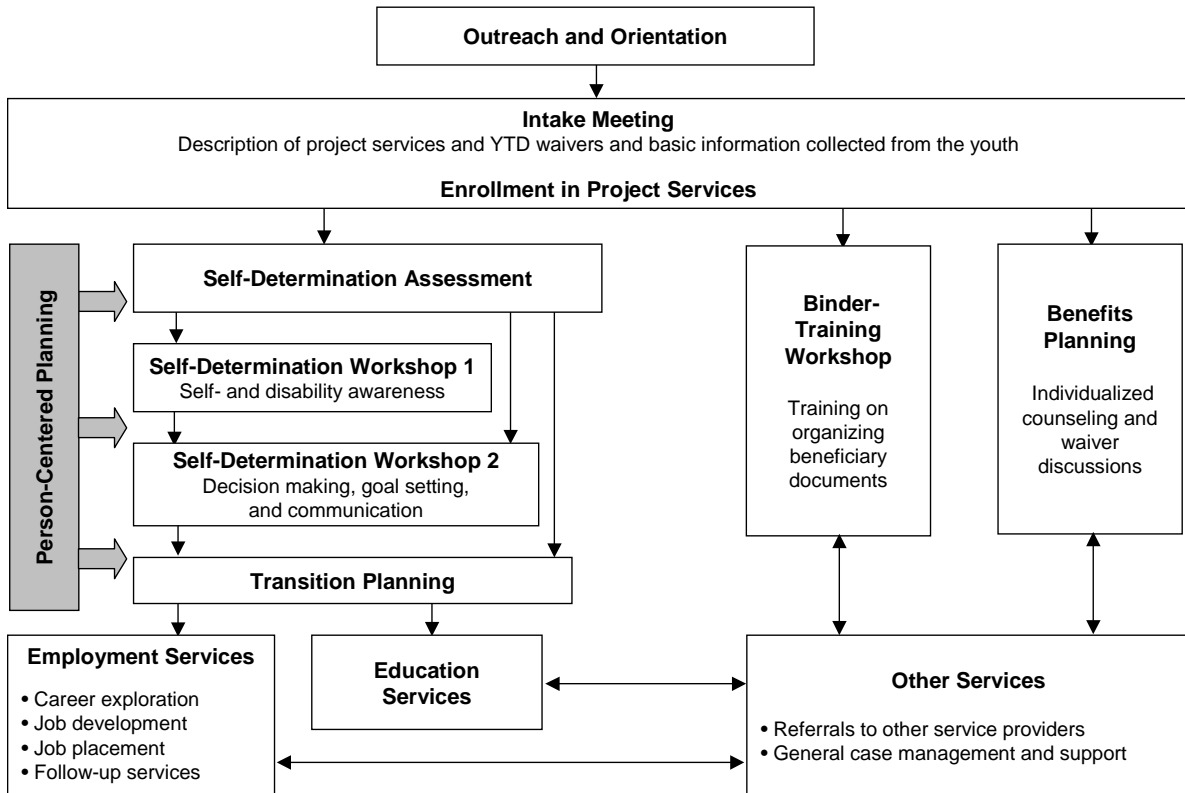 Outreach and Orientation
Intake Meeting
Description of project services and YTD waivers and basic information collected from the youth
Enrollment in Project Services
Person-Centered Planning
Self-Determination Assessment
Self-Determination Workshop 1
Self- and disability awareness
Self-Determination Workshop 2
Decision making, goal setting,
and communication
Transition Planning
Binder-
Training
Workshop
Training on
organizing
beneficiary
documents
Benefits
Planning
Individualized
counseling and
waiver
discussions
Employment Services
• Career exploration
• Job development
• Job placement
• Follow-up services
Education
Services
Other Services
• Referrals to other service providers
• General case management and support